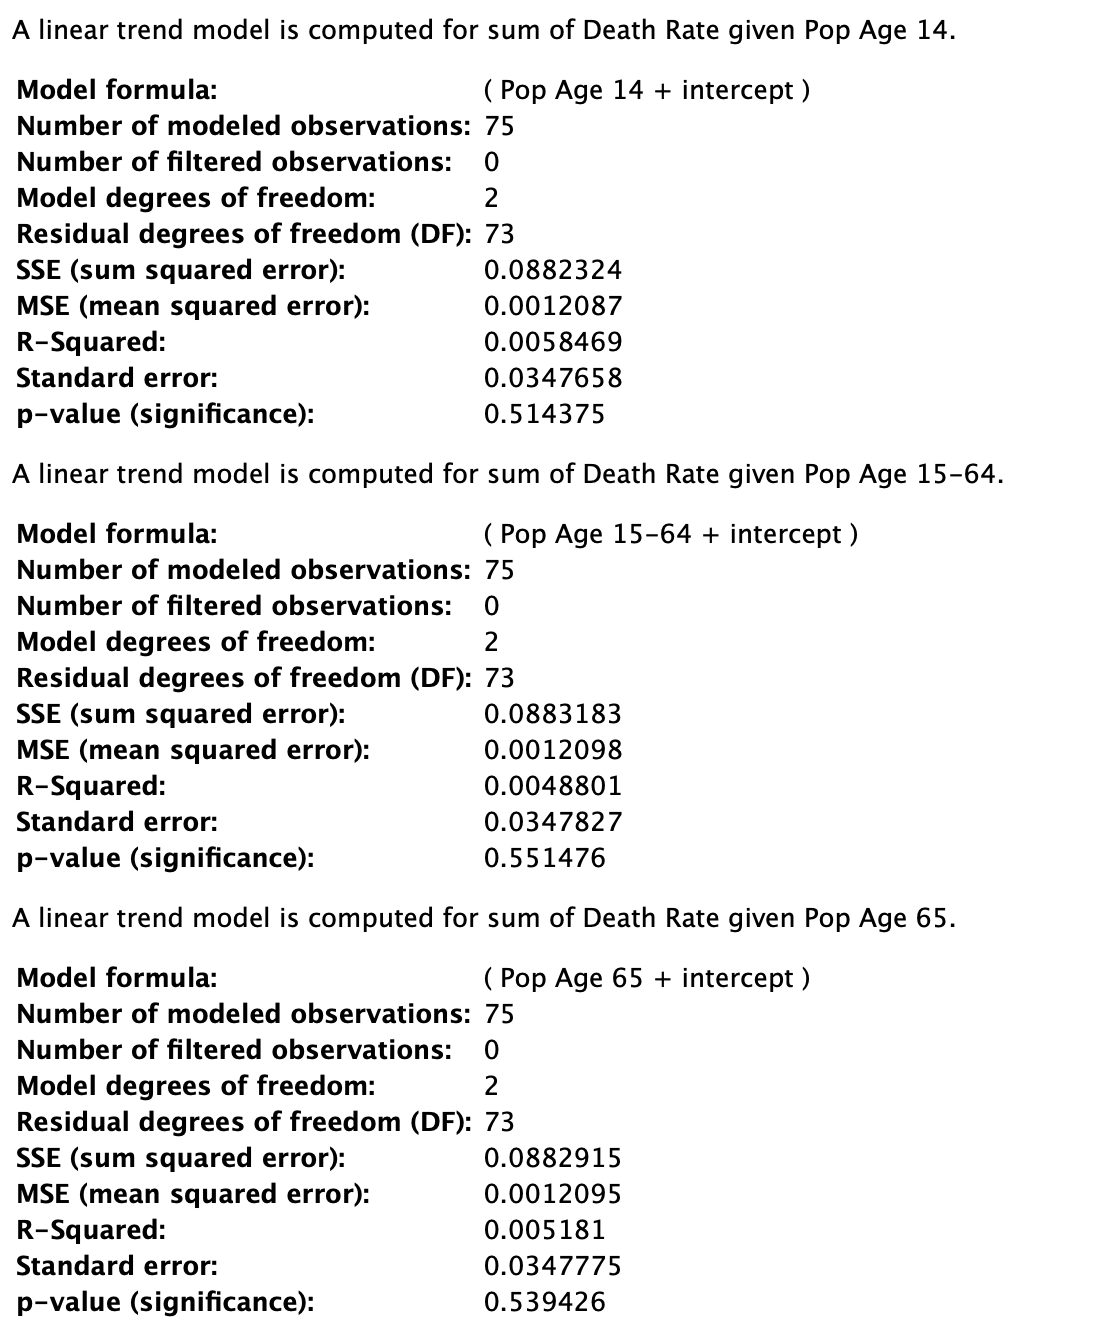 A linear trend model is computed for sum of Death Rate given Pop Age 14.
Model formula: ( Pop Age 14 + intercept )
Number of modeled observations: 75
Number of filtered observations: 0
Model degrees of freedom: 2
Residual degrees of freedom (DF): 73
SSE (sum squared error): 0.0882324
MSE (mean squared error): 0.0012087
R-Squared: 0.0058469
Standard error: 0.0347658
p-value (significance): 0.514375
A linear trend model is computed for sum of Death Rate given Pop Age 15-64.
Model formula: ( Pop Age 15-64 + intercept )
Number of modeled observations: 75
Number of filtered observations: 0
Model degrees of freedom: 2
Residual degrees of freedom (DF): 73
SSE (sum squared error): 0.0883183
MSE (mean squared error): 0.0012098
R-Squared: 0.0048801
Standard error: 0.0347827
p-value (significance): 0.551476
A linear trend model is computed for sum of Death Rate given Pop Age 65.
Model formula: ( Pop Age 65 + intercept )
Number of modeled observations: 75
Number of filtered observations: 0
Model degrees of freedom: 2
Residual degrees of freedom (DF): 73
SSE (sum squared error): 0.0882915
MSE (mean squared error): 0.0012095
R-Squared: 0.005181
Standard error: 0.0347775
p-value (significance): 0.539426